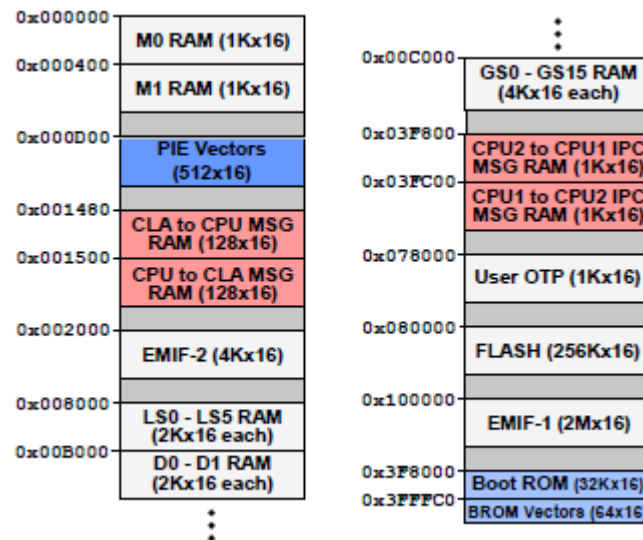 0x000000
M0 RAM (1Kx16)
0x000400
M1 RAM (1Kx16)
0x000D00
PIE Vectors
(512x16)
0x001480
CLA to CPU MSG
RAM (128x16)
0x001500
CPU to CLA MSG
RAM (128x16)
0x002000
EMIF-2 (4Kx16)
0x008000
LS0 - LS5 RAM
(2Kx16 each)
0x00B000
D0 - D1 RAM
(2Kx16 each)
0x00C000
GS0 - GS15 RAM
(4Kx16 each)
0x03F800
CPU2 to CPU1 IPC
MSG RAM (1Kx16)
0x03FC00
CPU1 to CPU2 IPC
MSG RAM (1Kx16)
0x078000
User OTP (1Kx16)
0x080000
FLASH (256Kx16)
0x100000
EMIF-1 (2Mx16)
0x3F8000
Boot ROM (32Kx16)
0x3FFFC0
BROM Vectors (64x16